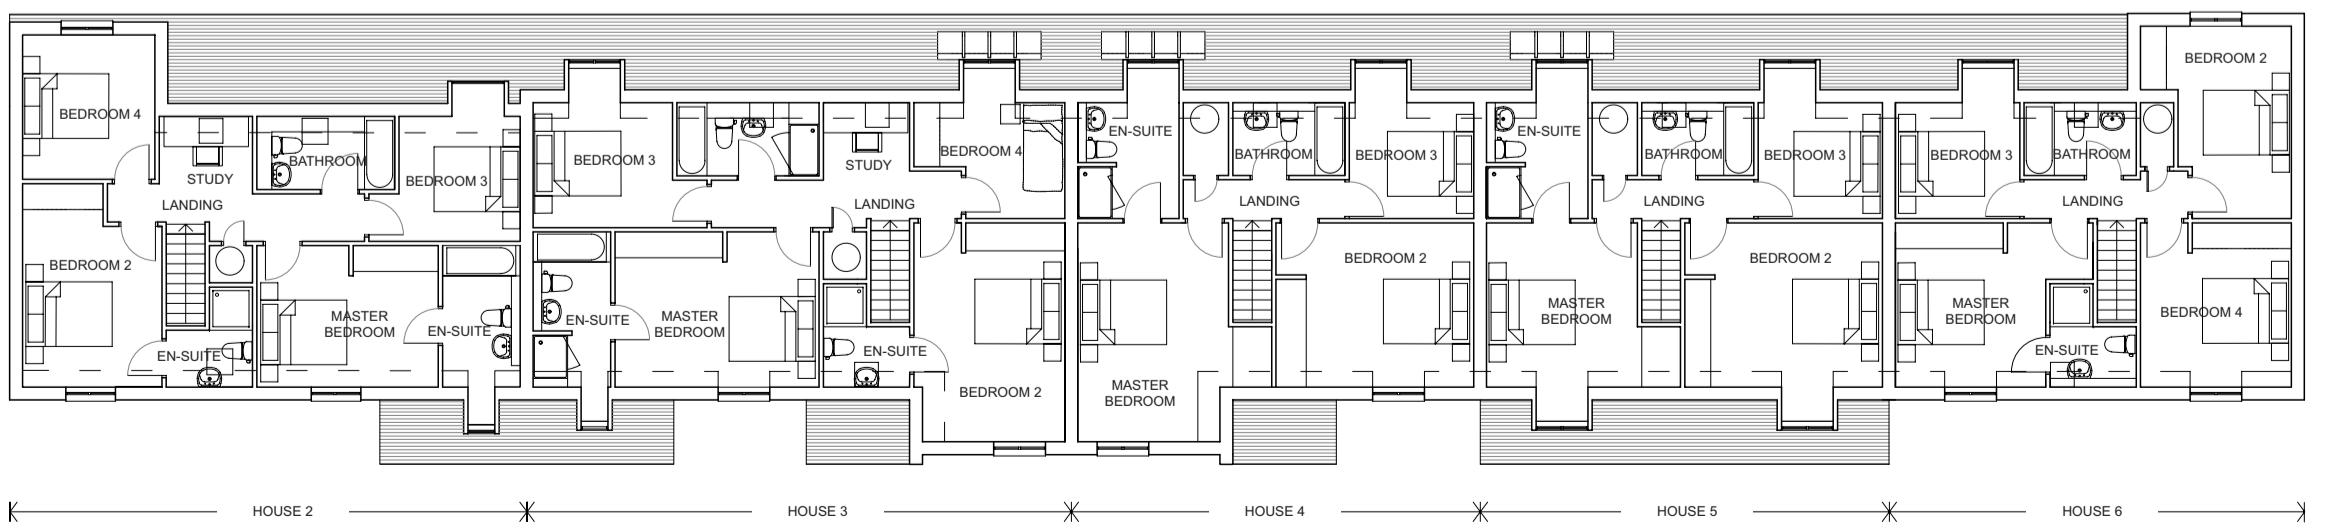 BEDROOM 4
STUDY
BATHROOM
BEDROOM 3
LANDING
BEDROOM 2
EN-SUITE
MASTER
BEDROOM
EN-SUITE
BEDROOM 3
STUDY
BEDROOM 4
LANDING
EN-SUITE
MASTER
BEDROOM
EN-SUITE
BEDROOM 2
EN-SUITE
BATHROOM
BEDROOM 3
LANDING
BEDROOM 2
MASTER
BEDROOM
EN-SUITE
BATHROOM
BEDROOM 3
LANDING
MASTER
BEDROOM
BEDROOM 2
BEDROOM 3
BATHROOM
BEDROOM 2
LANDING
MASTER
BEDROOM
EN-SUITE
BEDROOM 4
HOUSE 2
HOUSE 3
HOUSE 4
HOUSE 5
HOUSE 6